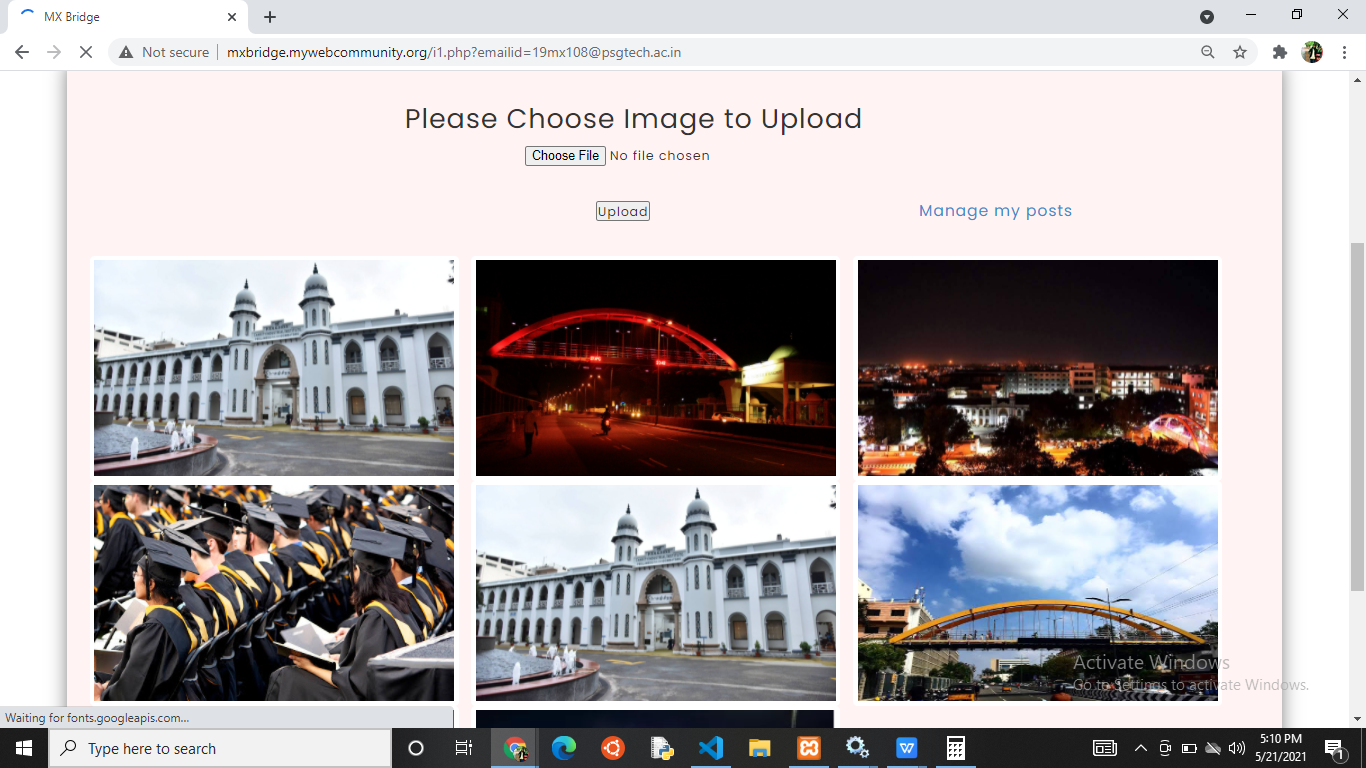 MX Bridge
Not secure
mxbridge.mywebcommunity.org/i1.php?emailid=19mx108@psgtech.ac.in
Please Choose Image to Upload
Choose File No file chosen
Upload
Manage my posts
Activate Windows
Go to Settings to activate Windows.
Waiting for fonts.googleapis.com...
Type here to search
5:10 PM
5/21/2021
1